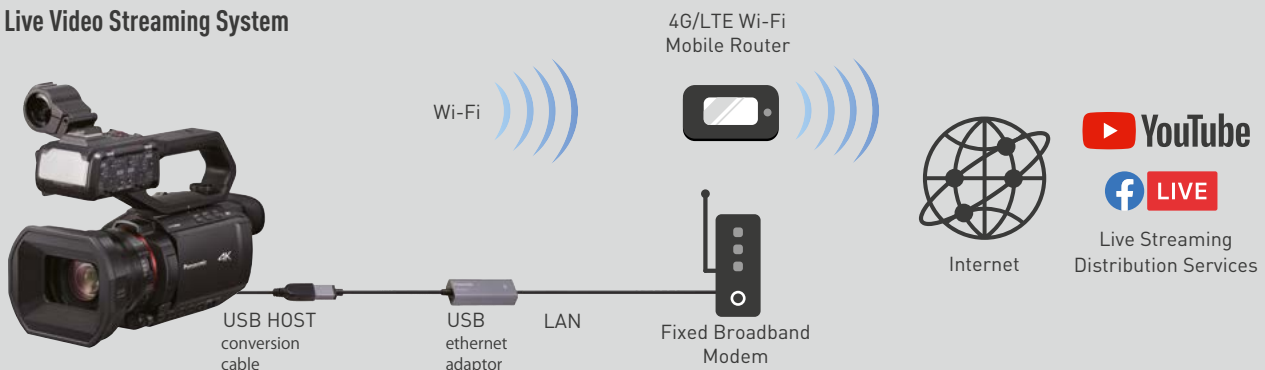 Live Video Streaming System
4G/LTE Wi-Fi
Mobile Router
Wi-Fi
YouTube
f LIVE
Live Streaming
Distribution Services
Internet
Panasonic
4K
USB HOST
conversion
cable
USB
ethernet
adaptor
LAN
Fixed Broadband
Modem